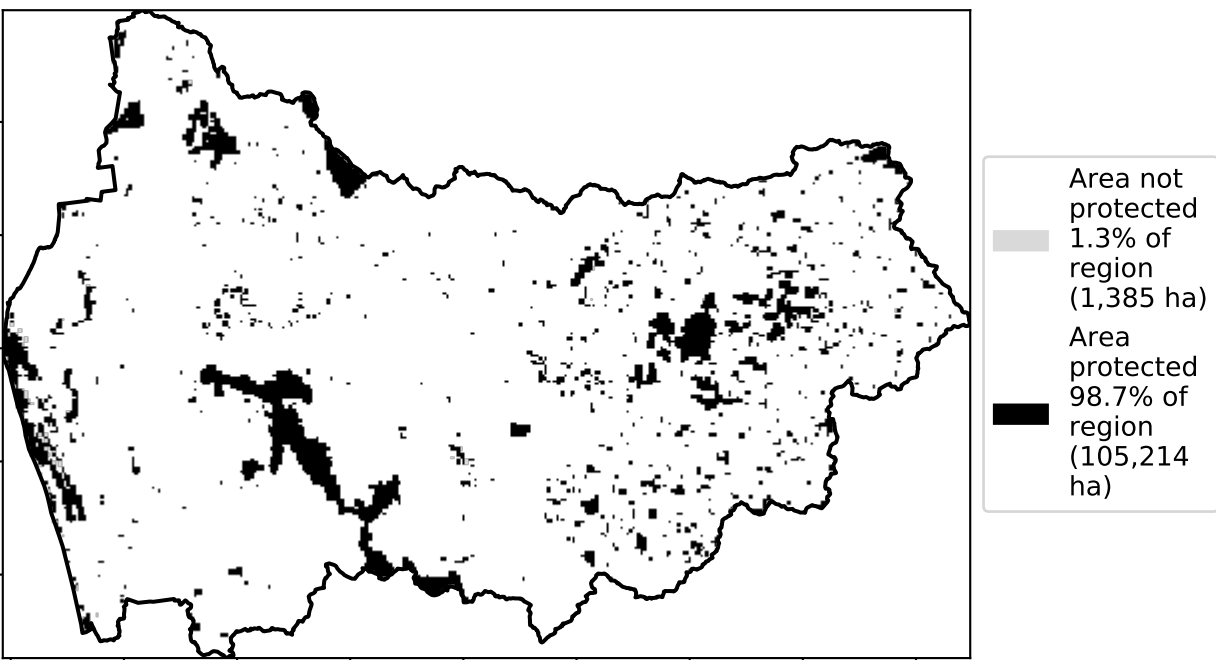 Area not
protected
1.3% of
region
(1,385 ha)
Area
protected
98.7% of
region
(105,214
ha)